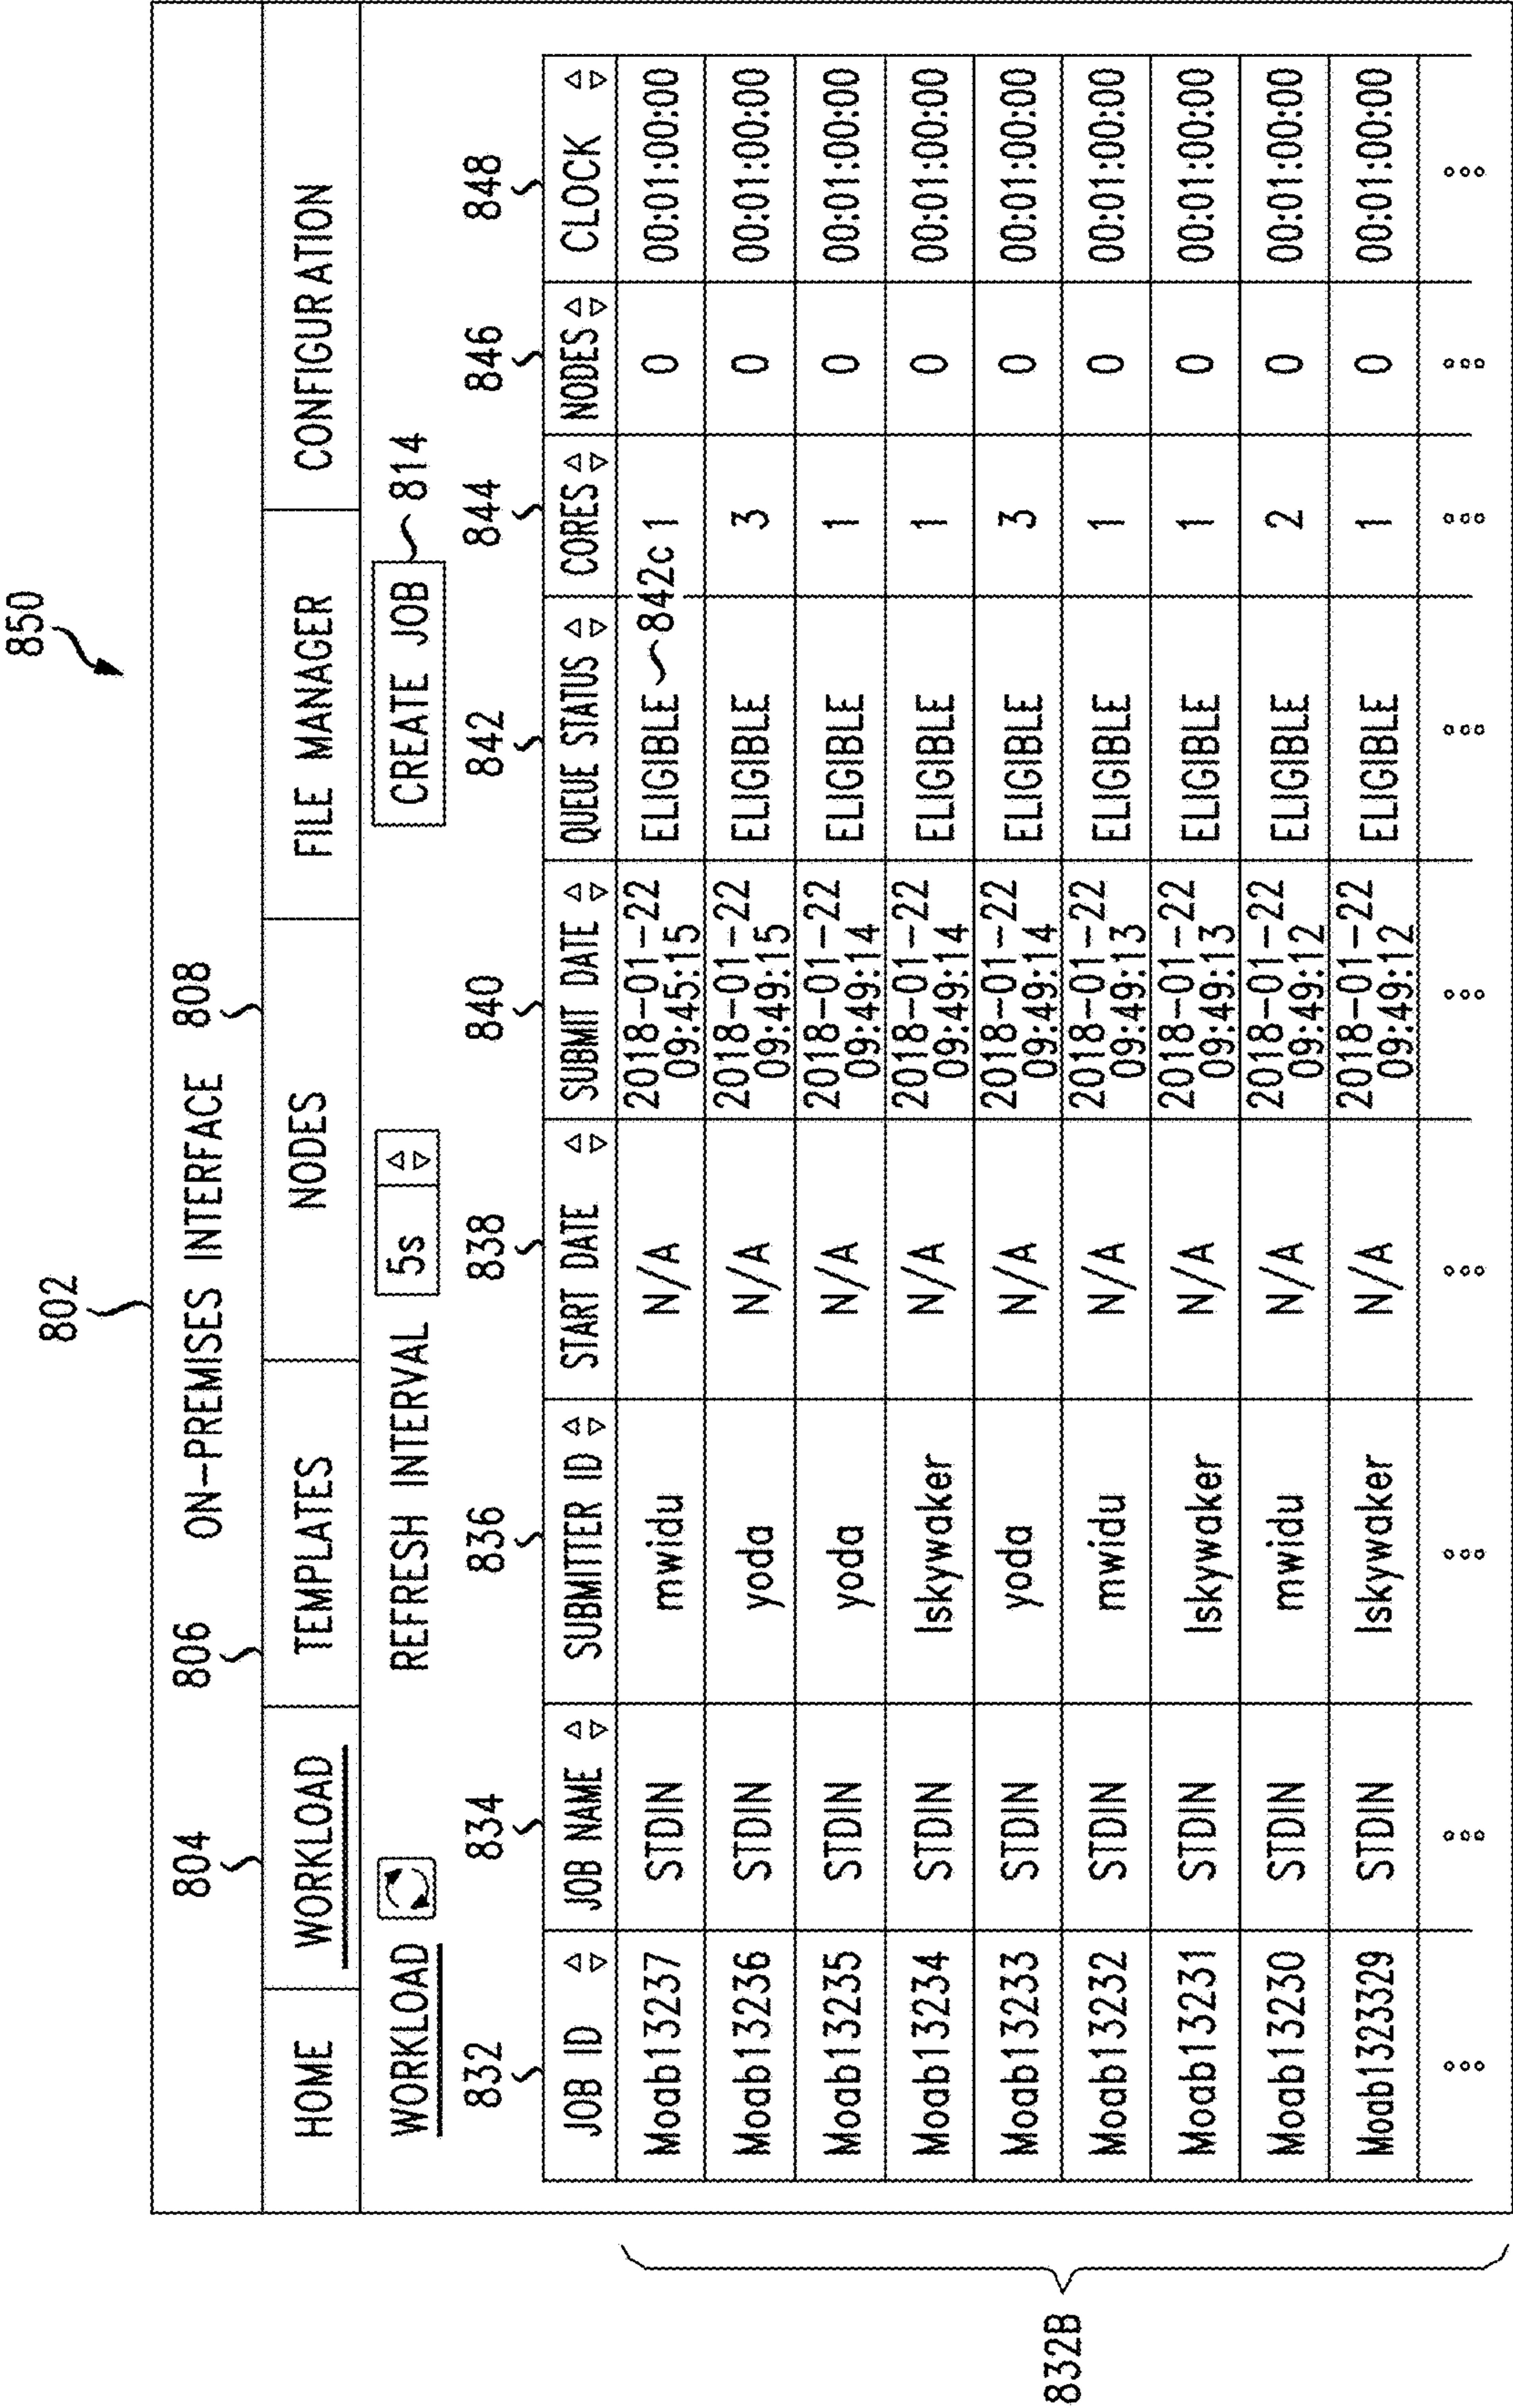 850
802
ON-PREMISES INTERFACE
804 806 808
HOME WORKLOAD TEMPLATES NODES FILE MANAGER CONFIGURATION
WORKLOAD REFRESH INTERVAL 5s CREATE JOB 814
832 834 836 838 840 842 844 846 848
JOB ID JOB NAME SUBMITTER ID START DATE SUBMIT DATE QUEUE STATUS CORES NODES CLOCK
Moab13237 STDIN mwidu N/A 2018-01-22 09:45:15 ELIGIBLE 842c 1 0 00:01:00:00
Moab13236 STDIN yoda N/A 2018-01-22 09:49:15 ELIGIBLE 3 0 00:01:00:00
Moab13235 STDIN yoda N/A 2018-01-22 09:49:14 ELIGIBLE 1 0 00:01:00:00
Moab13234 STDIN lskywaker N/A 2018-01-22 09:49:14 ELIGIBLE 1 0 00:01:00:00
Moab13233 STDIN yoda N/A 2018-01-22 09:49:14 ELIGIBLE 3 0 00:01:00:00
Moab13232 STDIN mwidu N/A 2018-01-22 09:49:13 ELIGIBLE 1 0 00:01:00:00
Moab13231 STDIN lskywaker N/A 2018-01-22 09:49:13 ELIGIBLE 1 0 00:01:00:00
Moab13230 STDIN mwidu N/A 2018-01-22 09:49:12 ELIGIBLE 2 0 00:01:00:00
Moab1323329 STDIN lskywaker N/A 2018-01-22 09:49:12 ELIGIBLE 1 0 00:01:00:00
832B